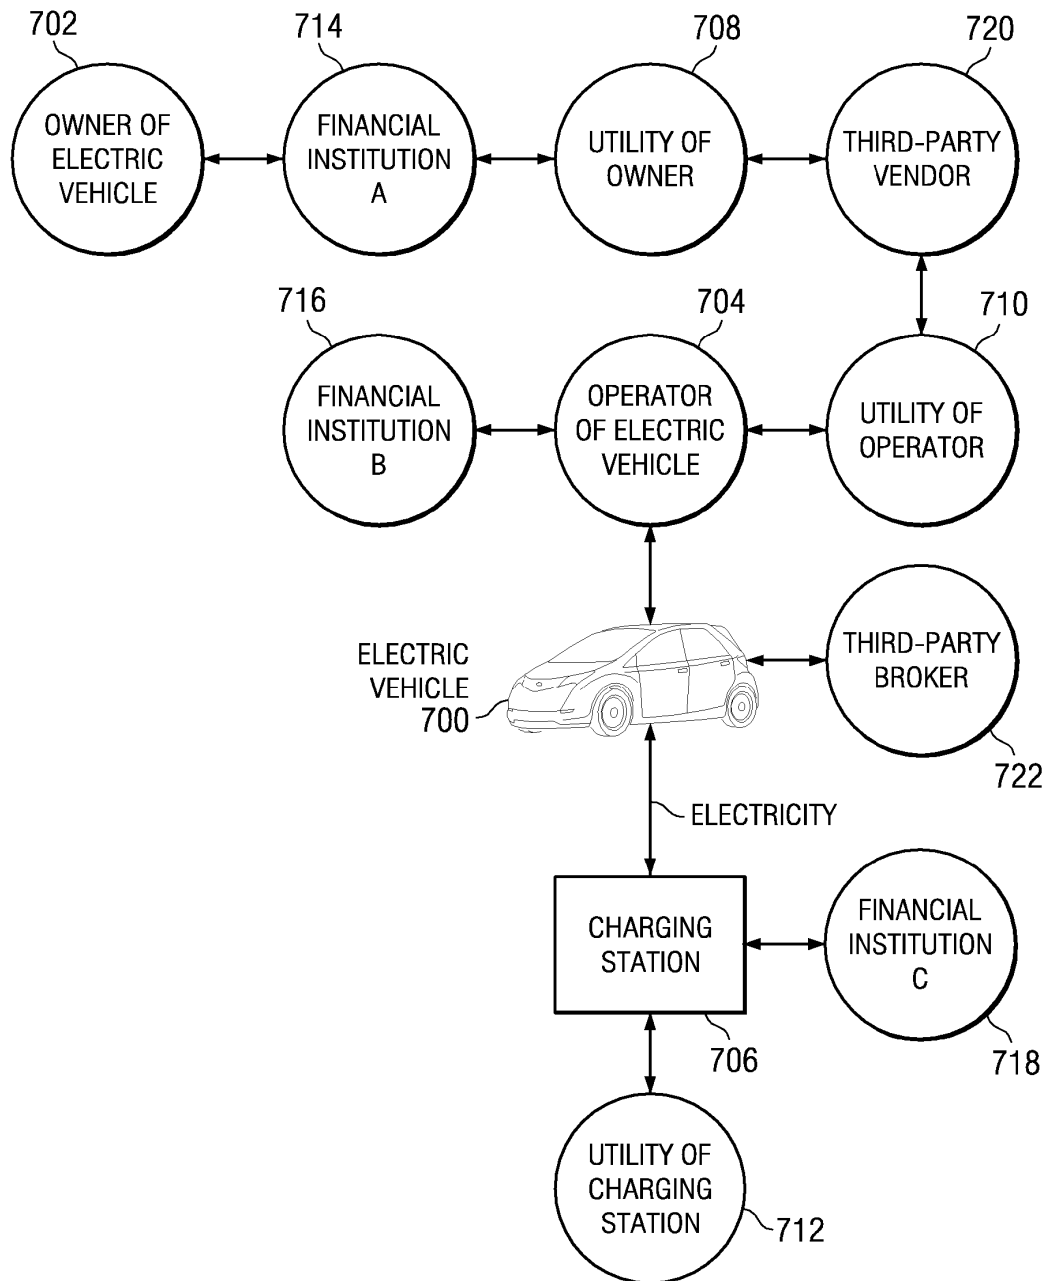 702
714
708
720
OWNER OF
ELECTRIC
VEHICLE
FINANCIAL
INSTITUTION
A
UTILITY OF
OWNER
THIRD-PARTY
VENDOR
716
704
710
FINANCIAL
INSTITUTION
B
OPERATOR
OF ELECTRIC
VEHICLE
UTILITY OF
OPERATOR
ELECTRIC
VEHICLE
700
THIRD-PARTY
BROKER
722
ELECTRICITY
CHARGING
STATION
706
FINANCIAL
INSTITUTION
C
718
UTILITY OF
CHARGING
STATION
712